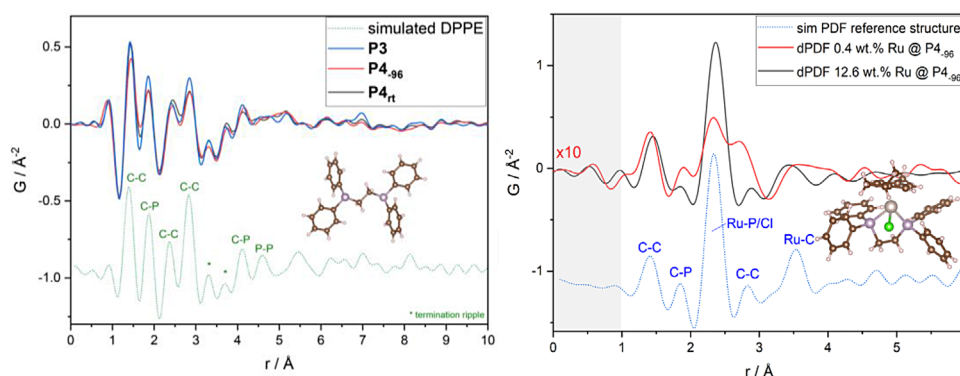 simulated DPPE
P3
P4-96
P4rt
0.5
0.0
-0.5
-1.0
G / Å-2
C-C
C-P
C-C
C-C
*
*
C-P
P-P
* termination ripple
0 1 2 3 4 5 6 7 8 9 10
r / Å
sim PDF reference structure
dPDF 0.4 wt.% Ru @ P4-96
dPDF 12.6 wt.% Ru @ P4-96
1
0
-1
G / Å-2
x10
C-C
C-P
Ru-P/Cl
C-C
Ru-C
0 1 2 3 4 5
r / Å